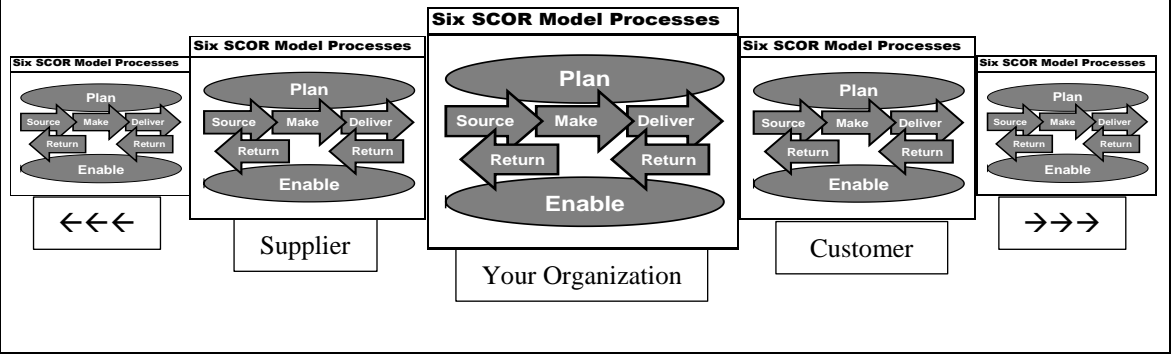 Six SCOR Model Processes
Plan
Source Make Deliver
Return Return
Enable
←←←
Six SCOR Model Processes
Plan
Source Make Deliver
Return Return
Enable
Supplier
Six SCOR Model Processes
Plan
Source Make Deliver
Return Return
Enable
Your Organization
Six SCOR Model Processes
Plan
Source Make Deliver
Return Return
Enable
Customer
Six SCOR Model Processes
Plan
Source Make Deliver
Return Return
Enable
→→→